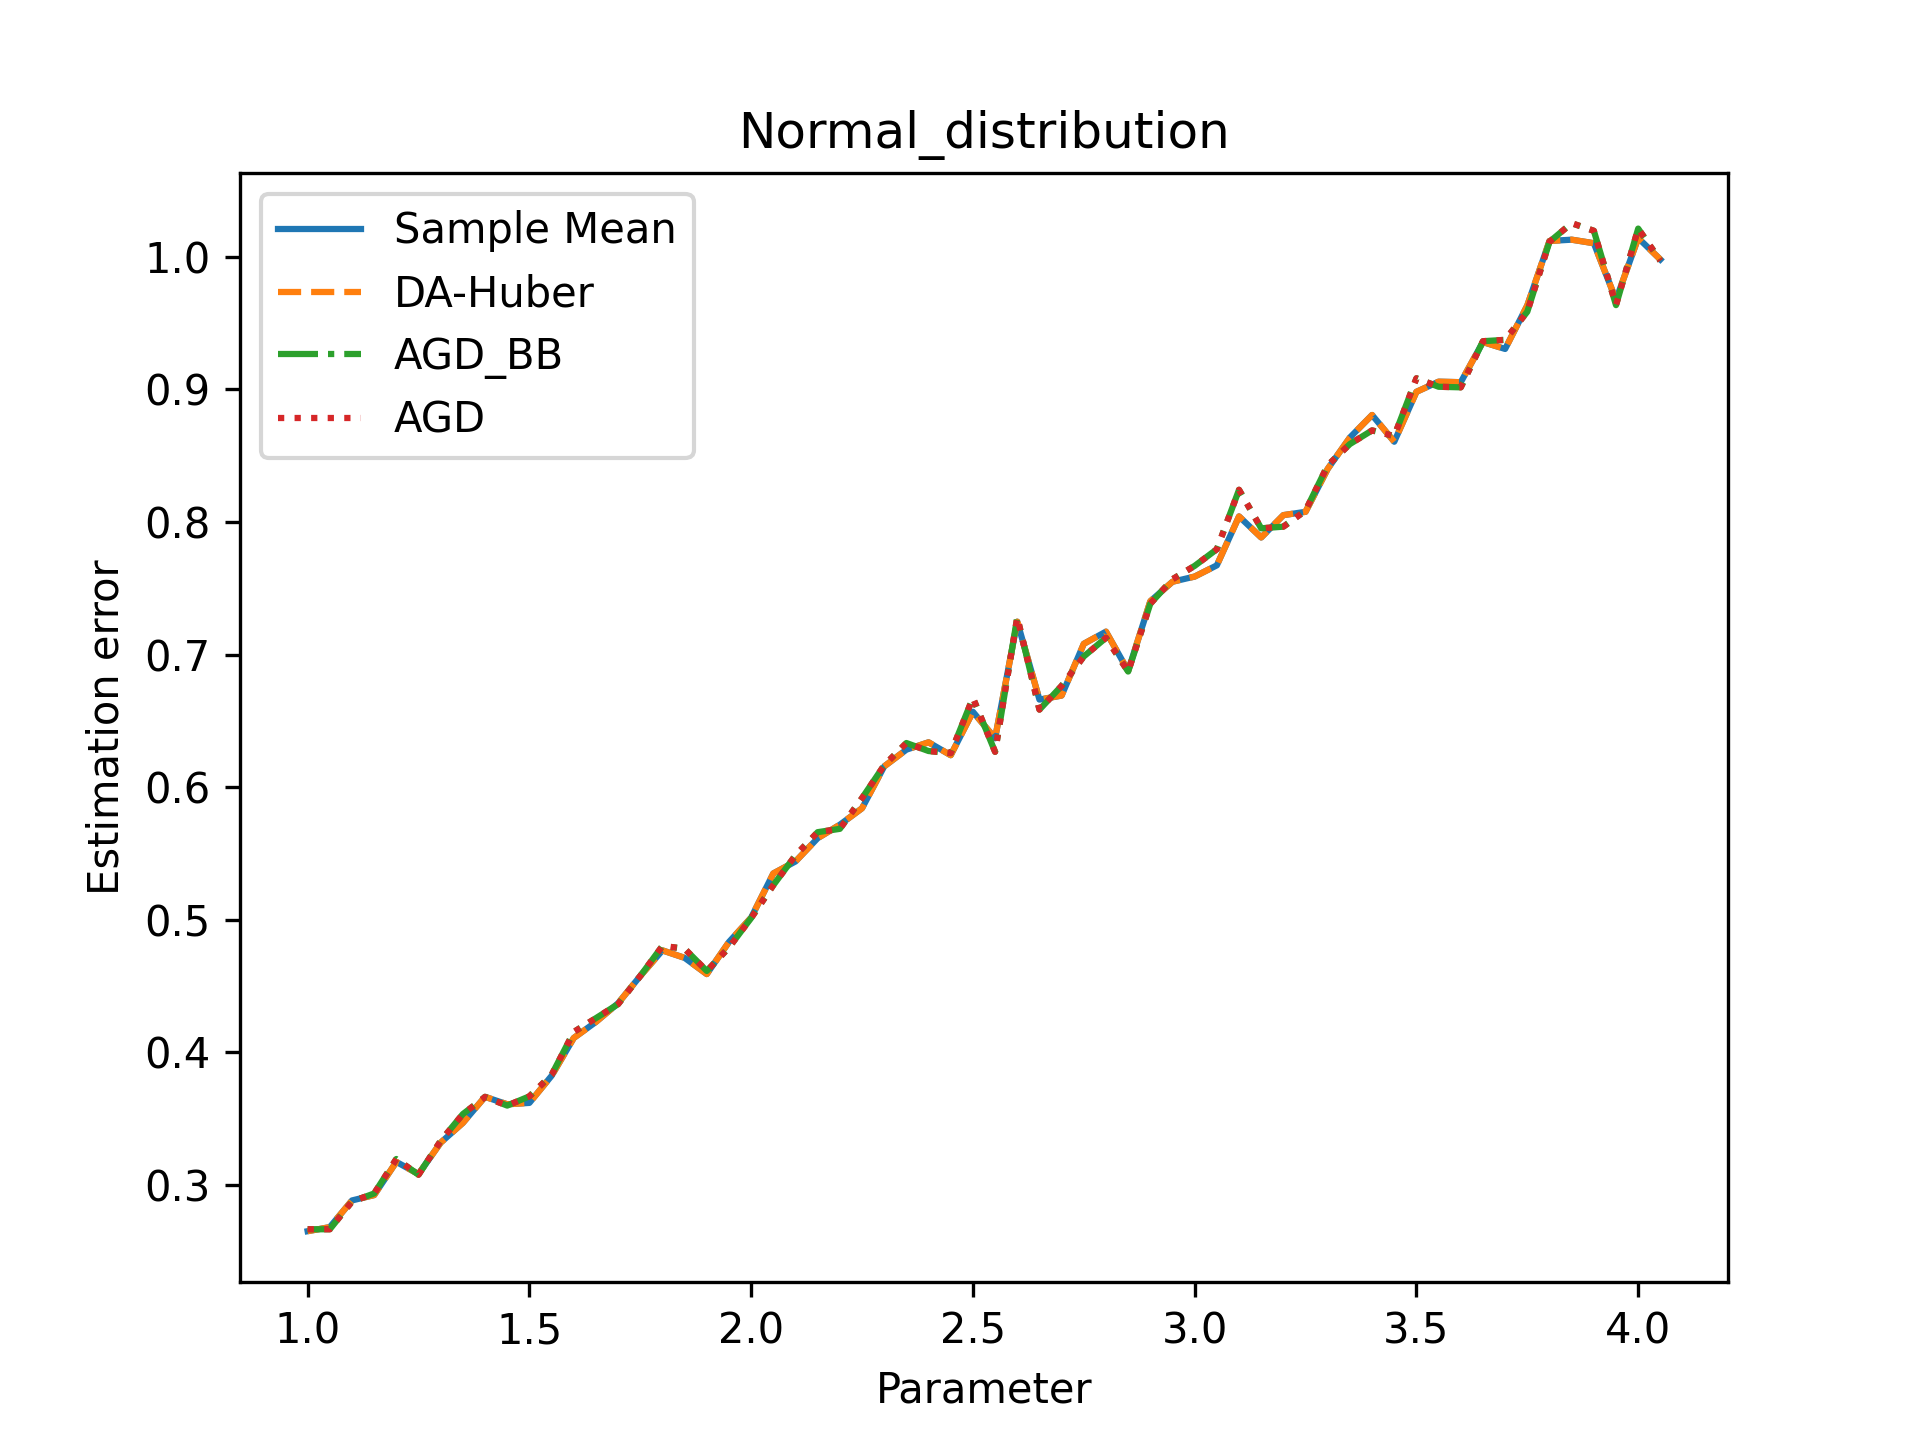 Normal_distribution
Sample Mean
DA-Huber
AGD_BB
AGD
1.0
0.9
0.8
0.7
0.6
0.5
0.4
0.3
Estimation error
1.0 1.5 2.0 2.5 3.0 3.5 4.0
Parameter